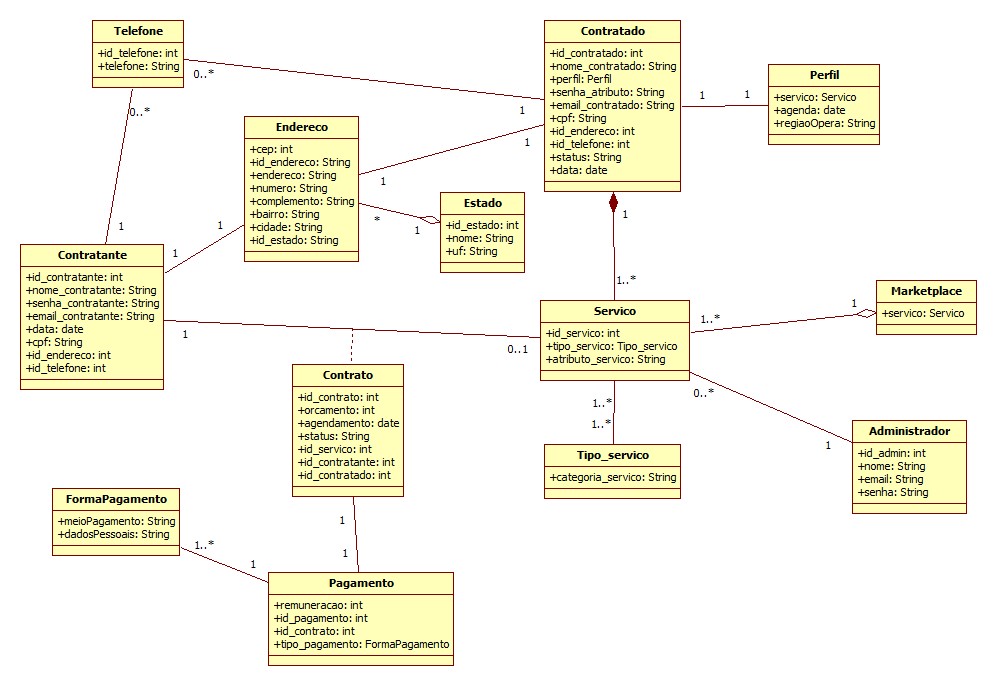 Telefone
+id_telefone: int
+telefone: String
0..*
0..*
Contratado
+id_contratado: int
+nome_contratado: String
+perfil: Perfil
+senha_atributo: String
+email_contratado: String
+cpf: String
+id_endereco: int
+id_telefone: int
+status: String
+data: date
1
1
1
1
Perfil
+servico: Servico
+agenda: date
+regiaoOpera: String
Endereco
+cep: int
+id_endereco: String
+endereco: String
+numero: String
+complemento: String
+bairro: String
+cidade: String
+id_estado: String
1
*
1
1
Estado
+id_estado: int
+nome: String
+uf: String
1
1..*
1
1
Contratante
+id_contratante: int
+nome_contratante: String
+senha_contratante: String
+email_contratante: String
+data: date
+cpf: String
+id_endereco: int
+id_telefone: int
1
0..1
Servico
+id_servico: int
+tipo_servico: Tipo_servico
+atributo_servico: String
1..*
1
Marketplace
+servico: Servico
0..*
1
1..*
1..*
Contrato
+id_contrato: int
+orcamento: int
+agendamento: date
+status: String
+id_servico: int
+id_contratante: int
+id_contratado: int
Tipo_servico
+categoria_servico: String
Administrador
+id_admin: int
+nome: String
+email: String
+senha: String
FormaPagamento
+meioPagamento: String
+dadosPessoais: String
1..*
1
1
1
Pagamento
+remuneracao: int
+id_pagamento: int
+id_contrato: int
+tipo_pagamento: FormaPagamento